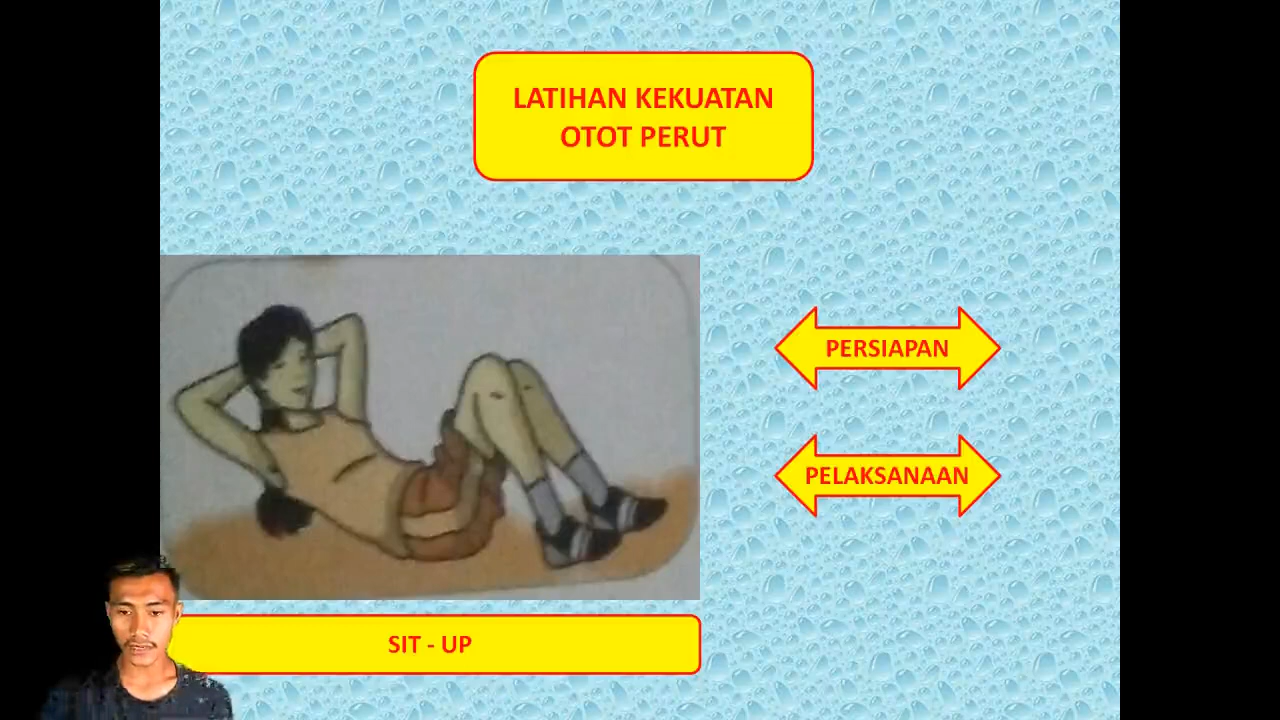 LATIHAN KEKUATAN
OTOT PERUT
PERSIAPAN
PELAKSANAAN
SIT - UP